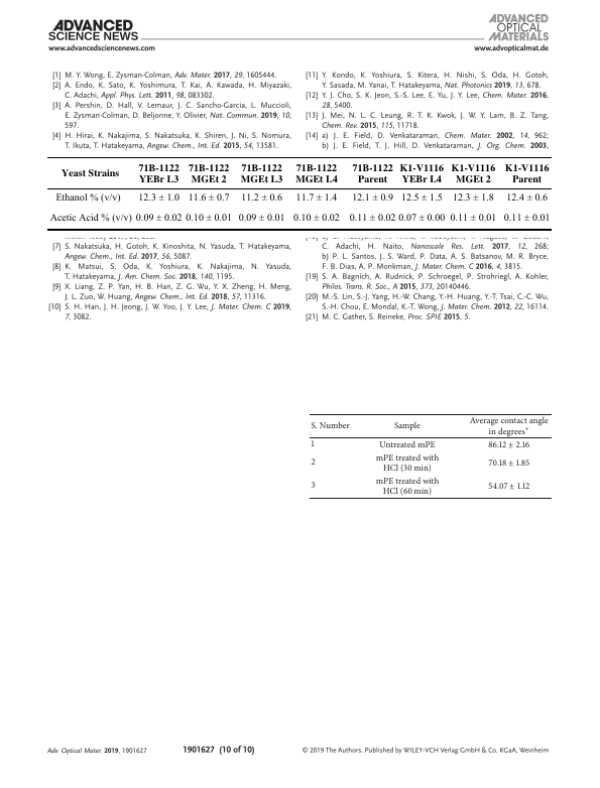 ADVANCED
SCIENCE NEWS
www.advancedsciencenews.com
ADVANCED
OPTICAL
MATERIALS
www.advopticalmat.de
[1] M. Y. Wong, E. Zysman-Colman, Adv. Mater. 2017, 29, 1605444.
[2] A. Endo, K. Sato, K. Yoshimura, T. Kai, A. Kawada, H. Miyazaki,
C. Adachi, Appl. Phys. Lett. 2011, 98, 083302.
[3] A. Pershin, D. Hall, V. Lemaur, J. C. Sancho-Garcia, L. Muccioli,
E. Zysman-Colman, D. Beljonne, Y. Olivier, Nat. Commun. 2019, 10,
597.
[4] H. Hirai, K. Nakajima, S. Nakatsuka, K. Shiren, J. Ni, S. Nomura,
T. Ikuta, T. Hatakeyama, Angew. Chem., Int. Ed. 2015, 54, 13581.
[11] Y. Kondo, K. Yoshiura, S. Kitera, H. Nishi, S. Oda, H. Gotoh,
Y. Sasada, M. Yanai, T. Hatakeyama, Nat. Photonics 2019, 13, 678.
[12] Y. J. Cho, S. K. Jeon, S.-S. Lee, E. Yu, J. Y. Lee, Chem. Mater. 2016,
28, 5400.
[13] J. Mei, N. L. C. Leung, R. T. K. Kwok, J. W. Y. Lam, B. Z. Tang,
Chem. Rev. 2015, 115, 11718.
[14] a) J. E. Field, D. Venkataraman, Chem. Mater. 2002, 14, 962;
b) J. E. Field, T. J. Hill, D. Venkataraman, J. Org. Chem. 2003,
Yeast Strains 71B-1122 YEBr L3 71B-1122 MGEt 2 71B-1122 MGEt L3 71B-1122 MGEt L4 71B-1122 Parent K1-V1116 YEBr L4 K1-V1116 MGEt 2 K1-V1116 Parent
Ethanol % (v/v) 12.3 ± 1.0 11.6 ± 0.7 11.2 ± 0.6 11.7 ± 1.4 12.1 ± 0.9 12.5 ± 1.5 12.3 ± 1.8 12.4 ± 0.6
Acetic Acid % (v/v) 0.09 ± 0.02 0.10 ± 0.01 0.09 ± 0.01 0.10 ± 0.02 0.11 ± 0.02 0.07 ± 0.00 0.11 ± 0.01 0.11 ± 0.01
[7] S. Nakatsuka, H. Gotoh, K. Kinoshita, N. Yasuda, T. Hatakeyama,
Angew. Chem., Int. Ed. 2017, 56, 5087.
[8] K. Matsui, S. Oda, K. Yoshiura, K. Nakajima, N. Yasuda,
T. Hatakeyama, J. Am. Chem. Soc. 2018, 140, 1195.
[9] X. Liang, Z. P. Yan, H. B. Han, Z. G. Wu, Y. X. Zheng, H. Meng,
J. L. Zuo, W. Huang, Angew. Chem., Int. Ed. 2018, 57, 11316.
[10] S. H. Han, J. H. Jeong, J. W. Yoo, J. Y. Lee, J. Mater. Chem. C 2019,
7, 3082.
C. Adachi, H. Naito, Nanoscale Res. Lett. 2017, 12, 268;
b) P. L. Santos, J. S. Ward, P. Data, A. S. Batsanov, M. R. Bryce,
F. B. Dias, A. P. Monkman, J. Mater. Chem. C 2016, 4, 3815.
[19] S. A. Bagnich, A. Rudnick, P. Schroegel, P. Strohriegl, A. Kohler,
Philos. Trans. R. Soc., A 2015, 373, 20140446.
[20] M.-S. Lin, S.-J. Yang, H.-W. Chang, Y.-H. Huang, Y.-T. Tsai, C.-C. Wu,
S.-H. Chou, E. Mondal, K.-T. Wong, J. Mater. Chem. 2012, 22, 16114.
[21] M. C. Gather, S. Reineke, Proc. SPIE 2015, 5.
S. Number Sample Average contact angle
in degrees*
1 Untreated mPE 86.12 ± 2.16
2 mPE treated with
HCl (30 min) 70.18 ± 1.85
3 mPE treated with
HCl (60 min) 54.07 ± 1.12
Adv. Optical Mater. 2019, 1901627
1901627 (10 of 10)
© 2019 The Authors. Published by WILEY-VCH Verlag GmbH & Co. KGaA, Weinheim